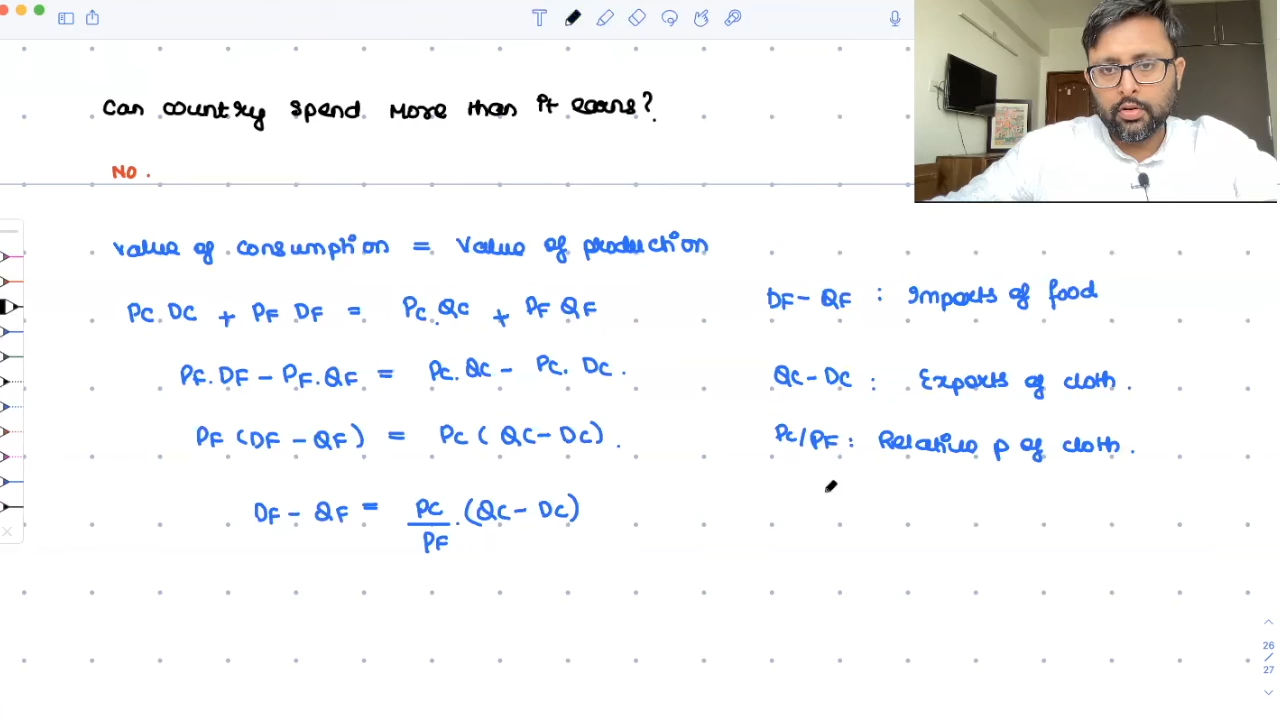 Can country spend more than it earns?
No.
Value of consumption = Value of production
PC DC + PF DF = PC.QC + PF QF
PF.DF - PF.QF = PC.QC - PC. DC.
PF (DF - QF) = PC (QC - DC).
DF - QF = PC/PF .(QC - DC)
DF - QF : Imports of food
QC - DC : Exports of cloth.
PC/PF : Relative p of cloth.
26
/
27